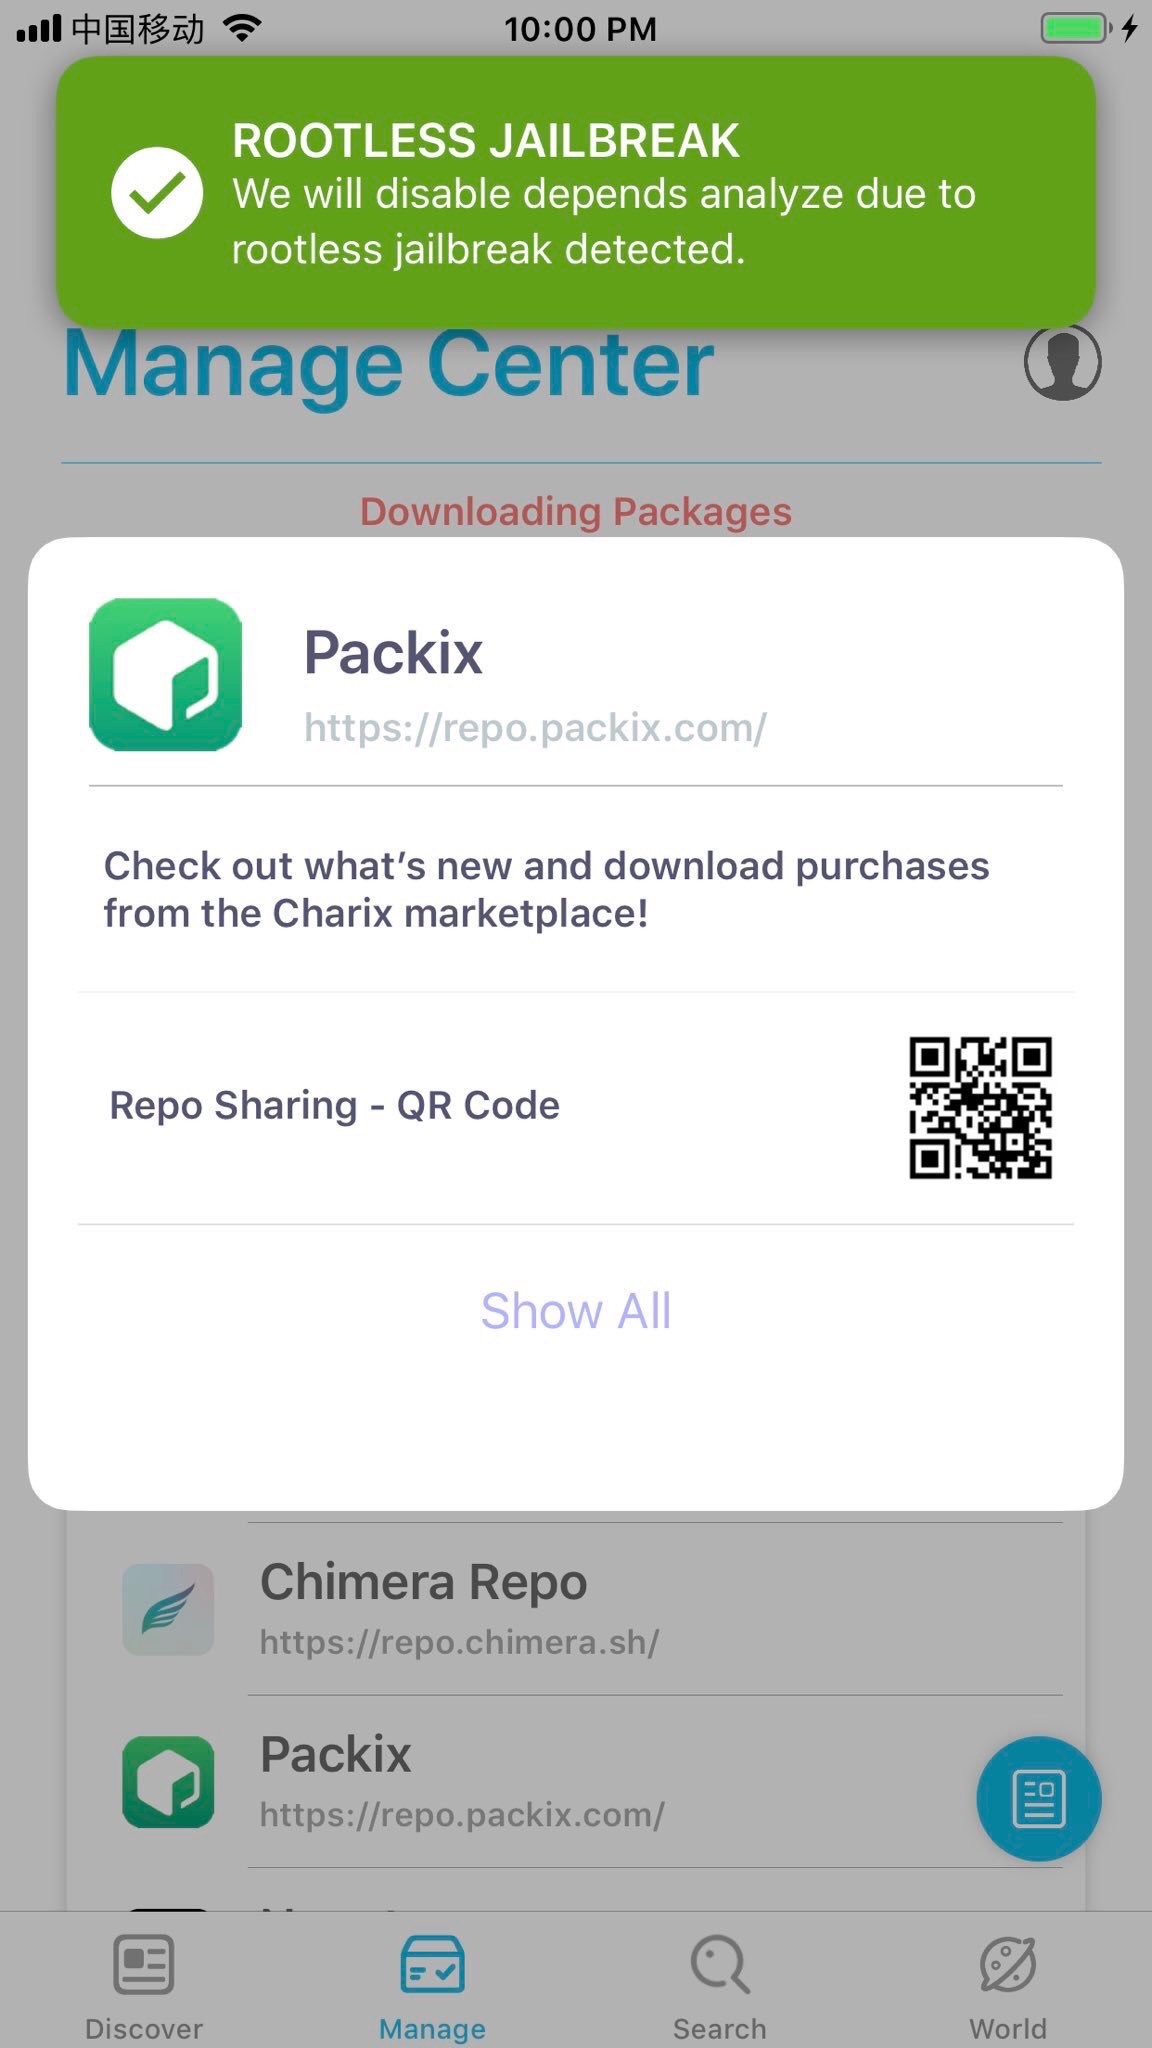 中国移动
10:00 PM
ROOTLESS JAILBREAK
We will disable depends analyze due to
rootless jailbreak detected.
Manage Center
Downloading Packages
Packix
https://repo.packix.com/
Check out what’s new and download purchases
from the Charix marketplace!
Repo Sharing - QR Code
Show All
Chimera Repo
https://repo.chimera.sh/
Packix
https://repo.packix.com/
Discover
Manage
Search
World